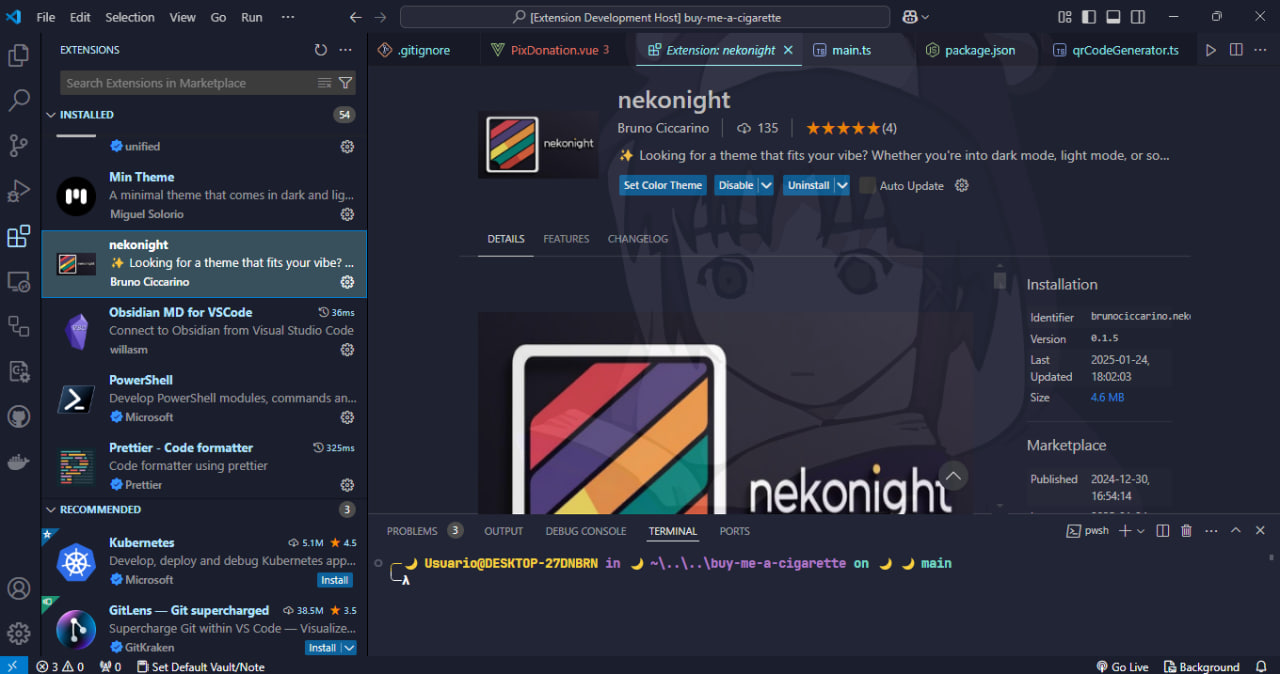 File Edit Selection View Go Run ···
[Extension Development Host] buy-me-a-cigarette
EXTENSIONS
Search Extensions in Marketplace
INSTALLED 54
unified
Min Theme
A minimal theme that comes in dark and lig...
Miguel Solorio
nekonight
✨ Looking for a theme that fits your vibe? ...
Bruno Ciccarino
Obsidian MD for VSCode 36ms
Connect to Obsidian from Visual Studio Code
willasm
PowerShell
Develop PowerShell modules, commands an...
Microsoft
Prettier - Code formatter 325ms
Code formatter using prettier
Prettier
RECOMMENDED 3
Kubernetes 5.1M ★ 4.5
Develop, deploy and debug Kubernetes app...
Microsoft Install
GitLens — Git supercharged 38.5M ★ 3.5
Supercharge Git within VS Code — Visualize...
GitKraken Install
.gitignore PixDonation.vue 3 Extension: nekonight main.ts package.json qrCodeGenerator.ts
nekonight
nekonight
Bruno Ciccarino 135 ★★★★★(4)
✨ Looking for a theme that fits your vibe? Whether you're into dark mode, light mode, or so...
Set Color Theme Disable Uninstall Auto Update
DETAILS FEATURES CHANGELOG
nekonight
Installation
Identifier brunociccarino.nek
Version 0.1.5
Last Updated 2025-01-24, 18:02:03
Size 4.6 MB
Marketplace
Published 2024-12-30, 16:54:14
PROBLEMS 3 OUTPUT DEBUG CONSOLE TERMINAL PORTS
pwsh
🌙 Usuario@DESKTOP-27DNBRN in 🌙 ~\..\..\buy-me-a-cigarette on 🌙 🌙 main
λ
3 0 0 Set Default Vault/Note Go Live Background